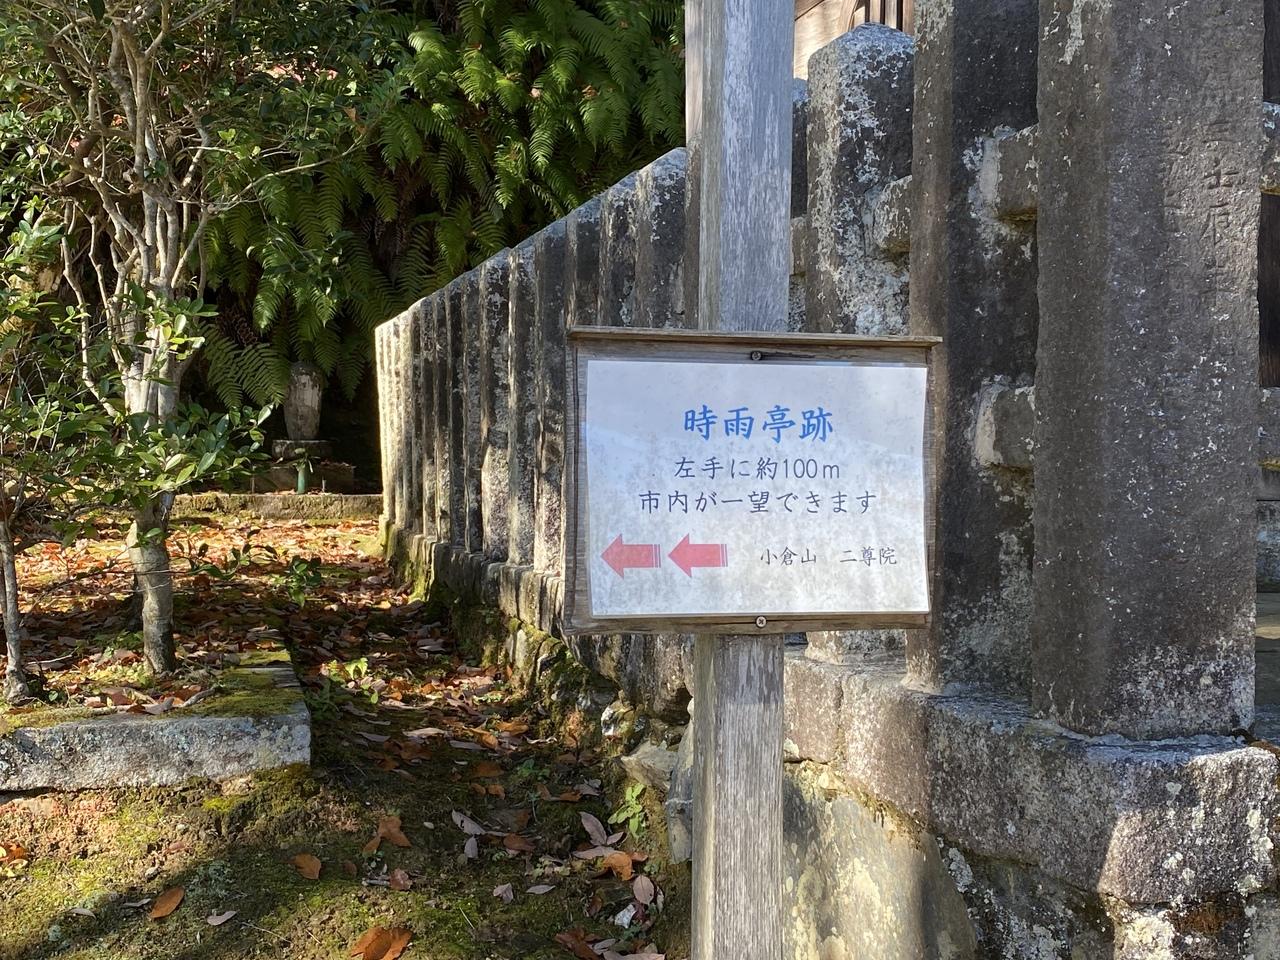 時雨亭跡
左手に約100m
市内が一望できます
小倉山 二尊院